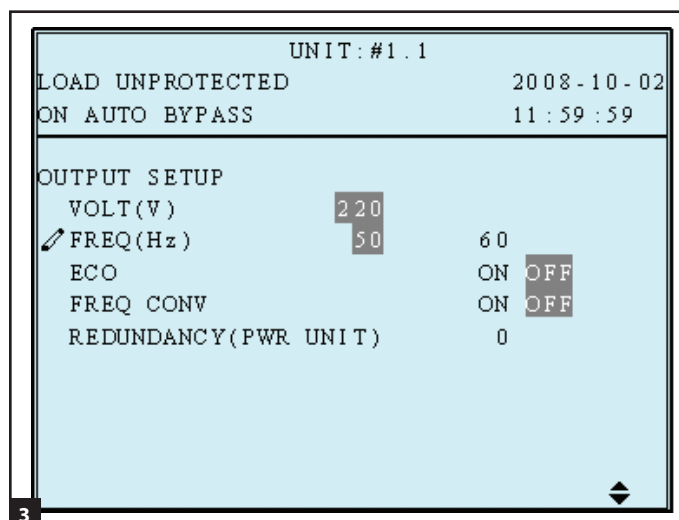 UNIT:#1.1
LOAD UNPROTECTED 2008-10-02
ON AUTO BYPASS 11:59:59
OUTPUT SETUP
VOLT(V) 220
FREQ(Hz) 50 60
ECO ON OFF
FREQ CONV ON OFF
REDUNDANCY(PWR UNIT) 0
3